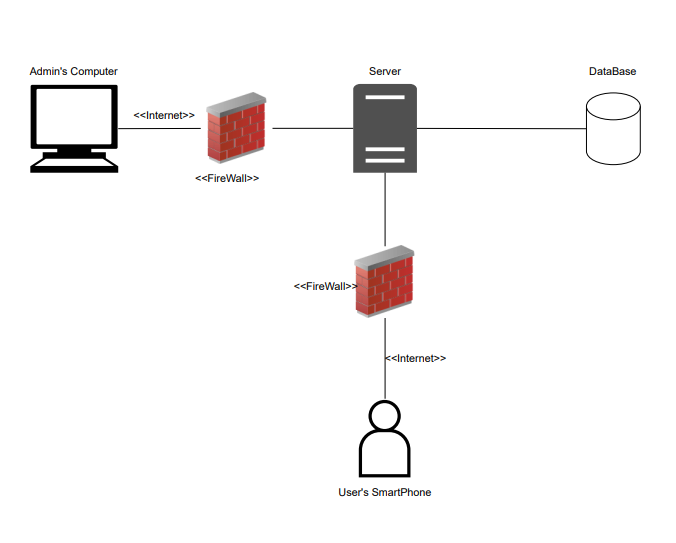 Admin's Computer
Server
DataBase
<<Internet>>
<<FireWall>>
<<FireWall>>
<<Internet>>
User's SmartPhone